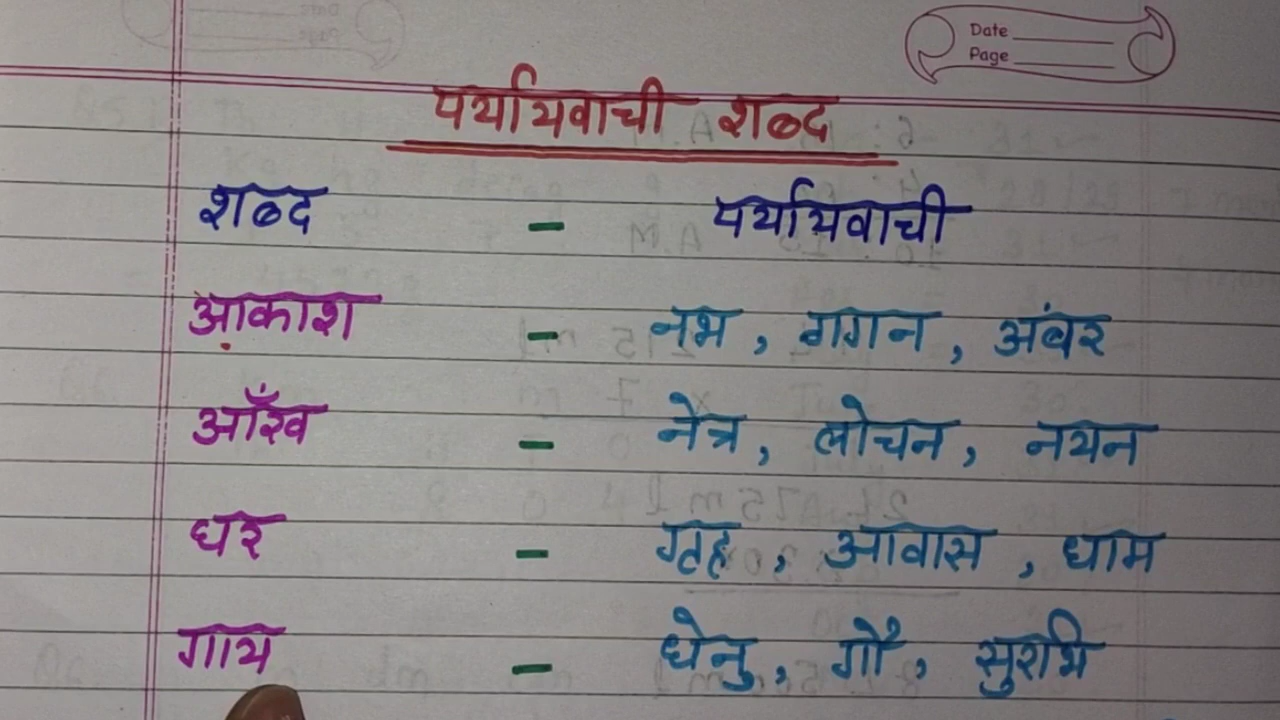 Date
Page
पर्यायवाची शब्द
शब्द - पर्यायवाची
आकाश - नभ, गगन, अंबर
आँख - नेत्र, लोचन, नयन
घर - गृह, आवास, धाम
गाय - धेनु, गौ, सुरभि